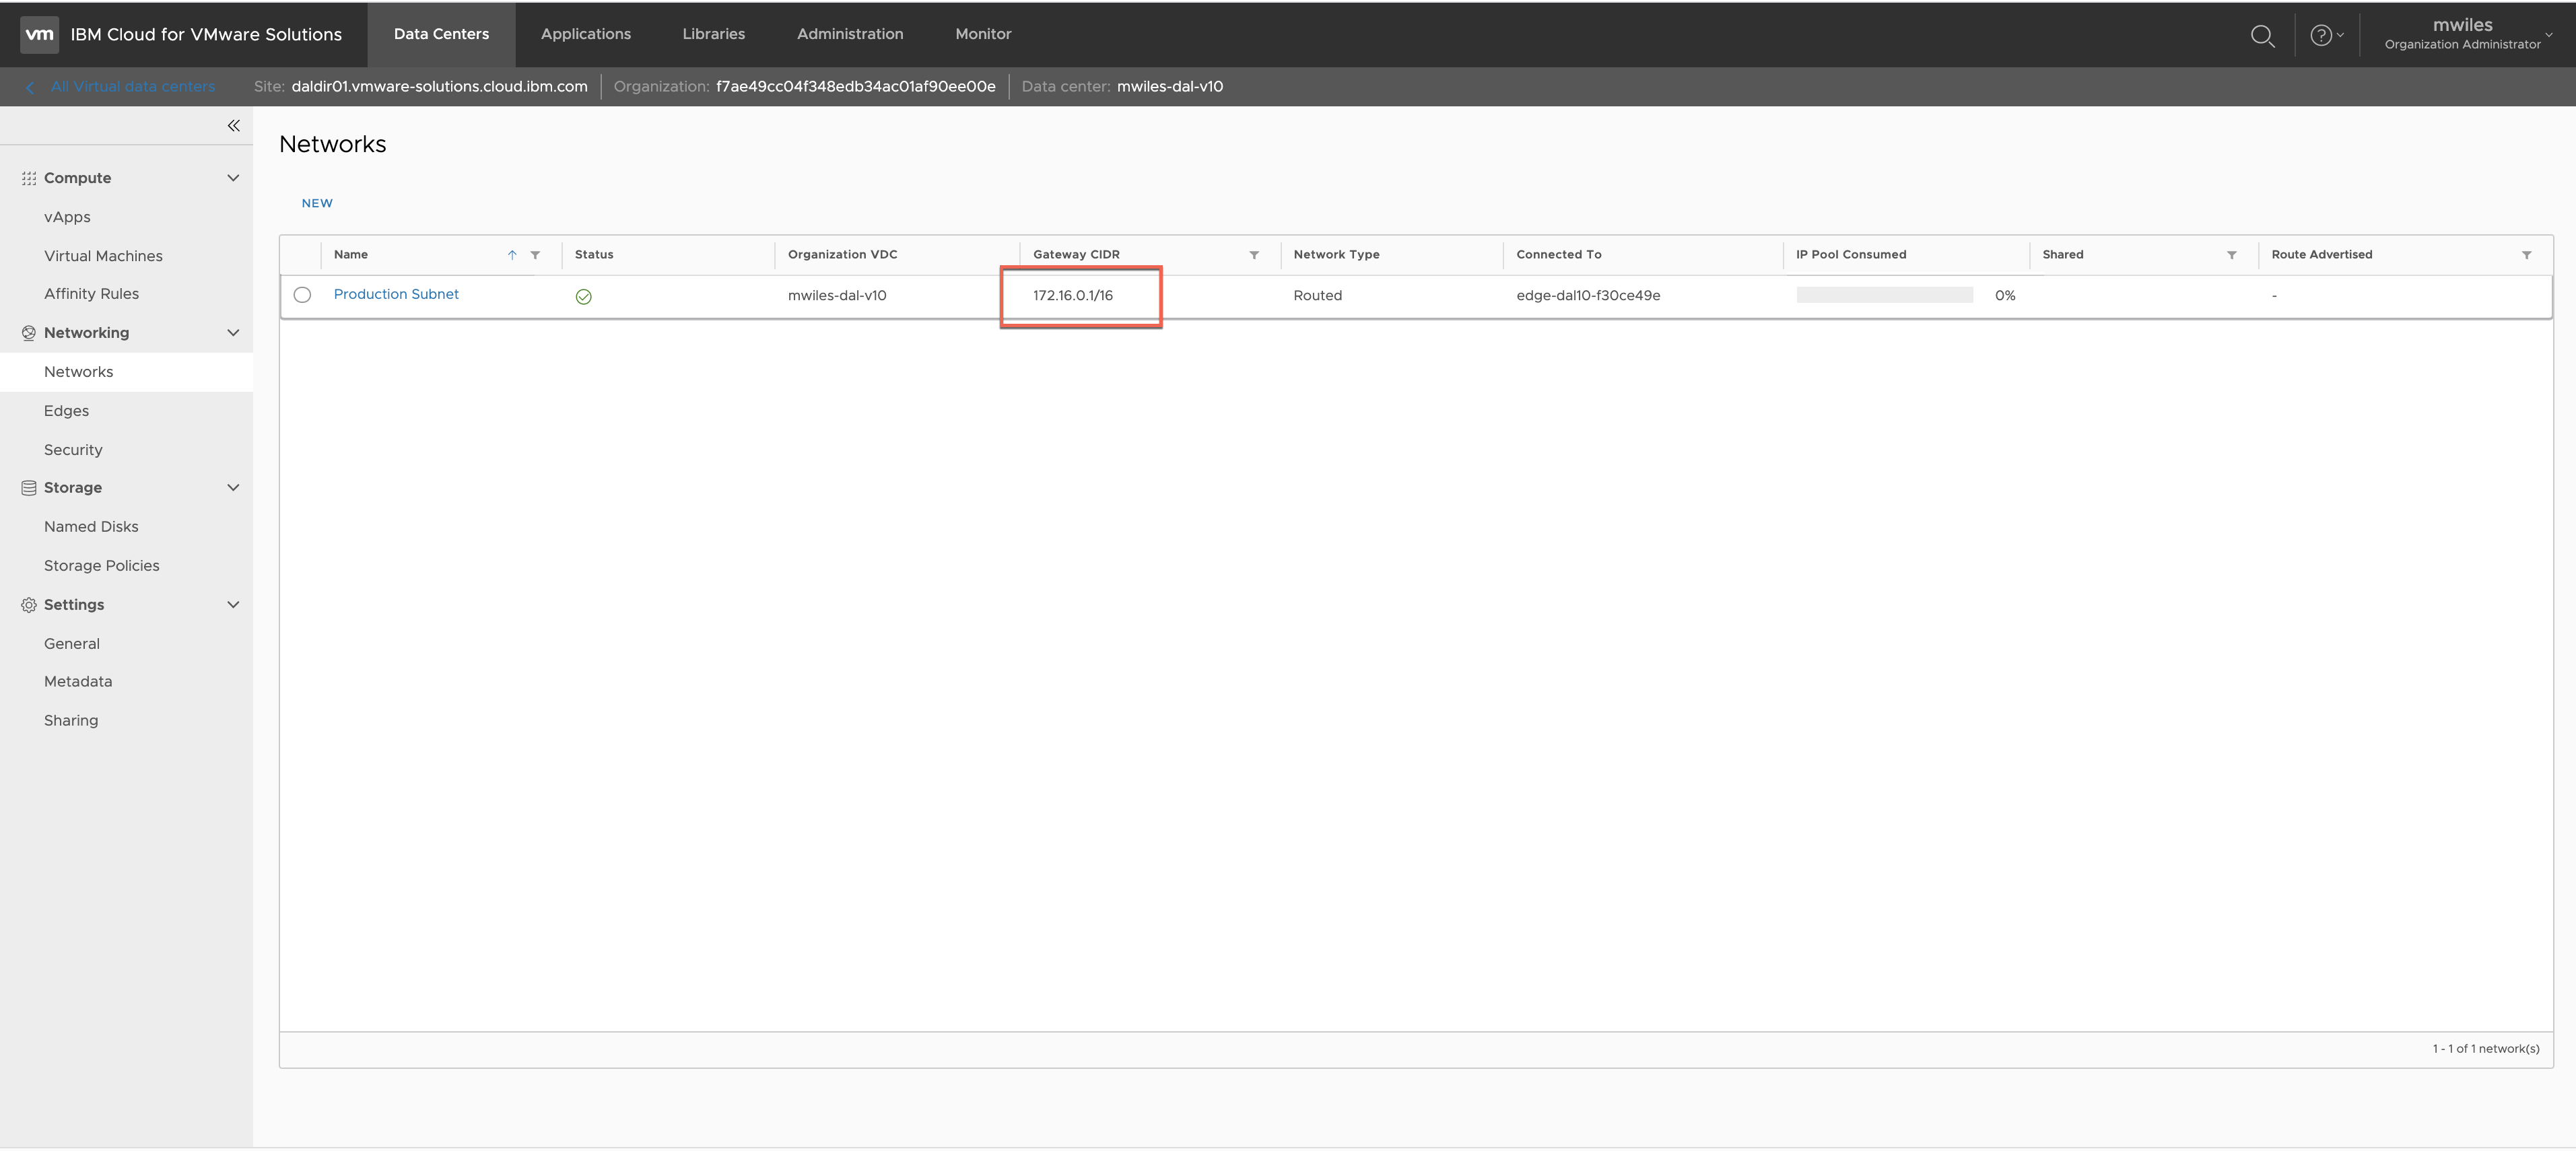 vm IBM Cloud for VMware Solutions Data Centers Applications Libraries Administration Monitor mwiles
Organization Administrator
All Virtual data centers Site: daldir01.vmware-solutions.cloud.ibm.com Organization: f7ae49cc04f348edb34ac01af90ee00e Data center: mwiles-dal-v10
Compute
vApps
Virtual Machines
Affinity Rules
Networking
Networks
Edges
Security
Storage
Named Disks
Storage Policies
Settings
General
Metadata
Sharing
Networks
NEW
Name Status Organization VDC Gateway CIDR Network Type Connected To IP Pool Consumed Shared Route Advertised
Production Subnet mwiles-dal-v10 172.16.0.1/16 Routed edge-dal10-f30ce49e 0% -
1 - 1 of 1 network(s)